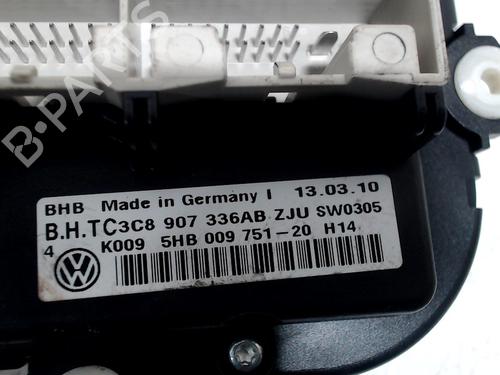 B-PARTS
BHB Made in Germany I 13.03.10
B.H.TC3C8 907 336AB ZJU SW0305
4 K009 5HB 009 751-20 H14